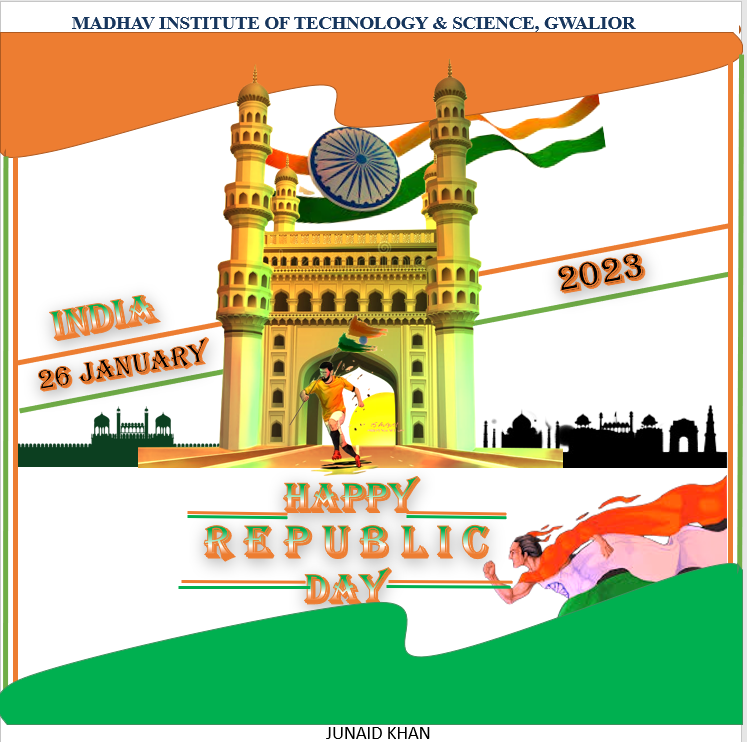 MADHAV INSTITUTE OF TECHNOLOGY & SCIENCE, GWALIOR
2023
INDIA
26 JANUARY
HAPPY
REPUBLIC
DAY
JUNAID KHAN